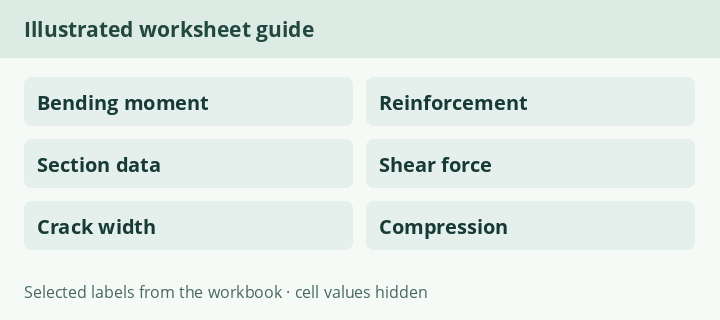 Illustrated worksheet guide
Bending moment
Reinforcement
Section data
Shear force
Crack width
Compression
Selected labels from the workbook · cell values hidden